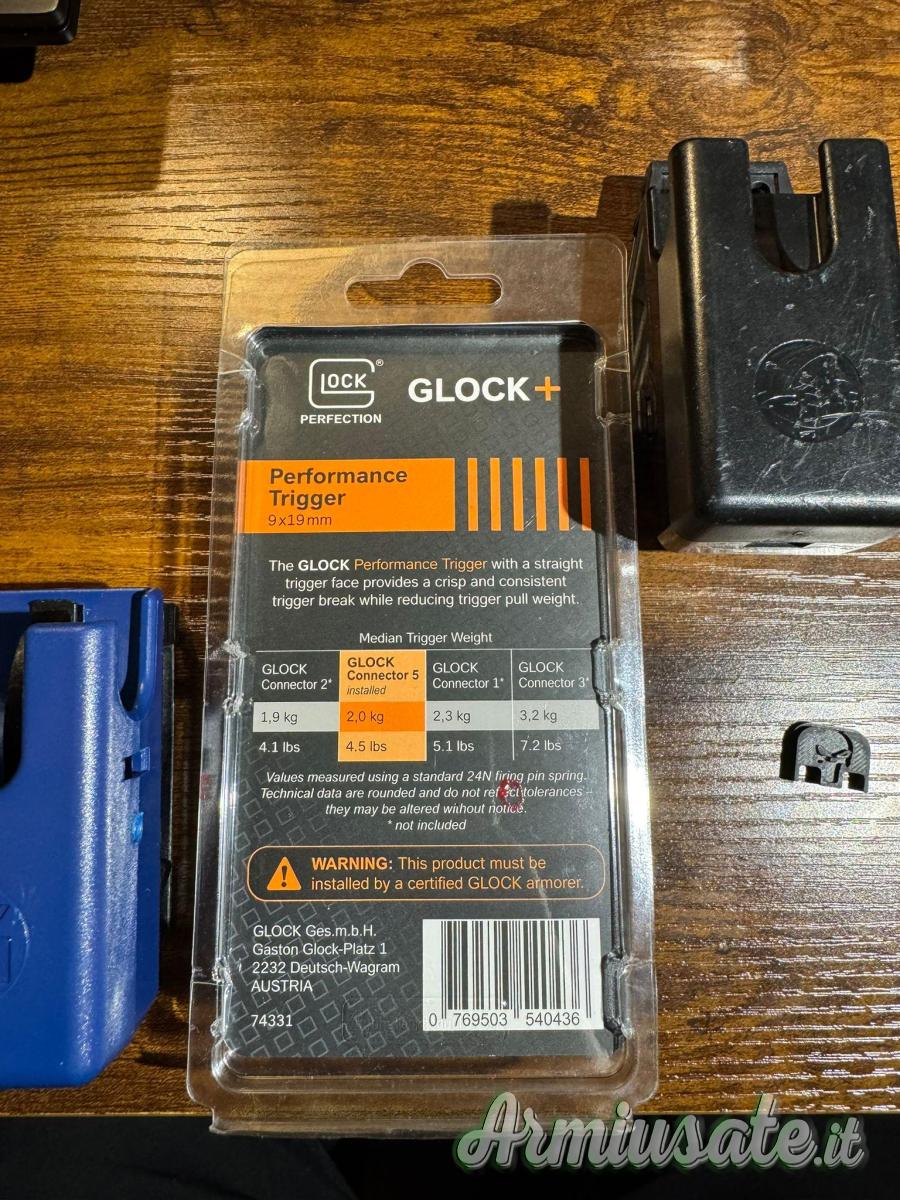 GLOCK
PERFECTION
GLOCK+
Performance
Trigger
9x19mm
The GLOCK Performance Trigger with a straight
trigger face provides a crisp and consistent
trigger break while reducing trigger pull weight.
Median Trigger Weight
GLOCK
Connector 2*
GLOCK
Connector 5
installed
GLOCK
Connector 1*
GLOCK
Connector 3*
1,9 kg 2,0 kg 2,3 kg 3,2 kg
4.1 lbs 4.5 lbs 5.1 lbs 7.2 lbs
Values measured using a standard 24N firing pin spring.
Technical data are rounded and do not reflect tolerances –
they may be altered without notice.
* not included
WARNING: This product must be
installed by a certified GLOCK armorer.
GLOCK Ges.m.b.H.
Gaston Glock-Platz 1
2232 Deutsch-Wagram
AUSTRIA
74331
0 769503 540436
Armiusate.it